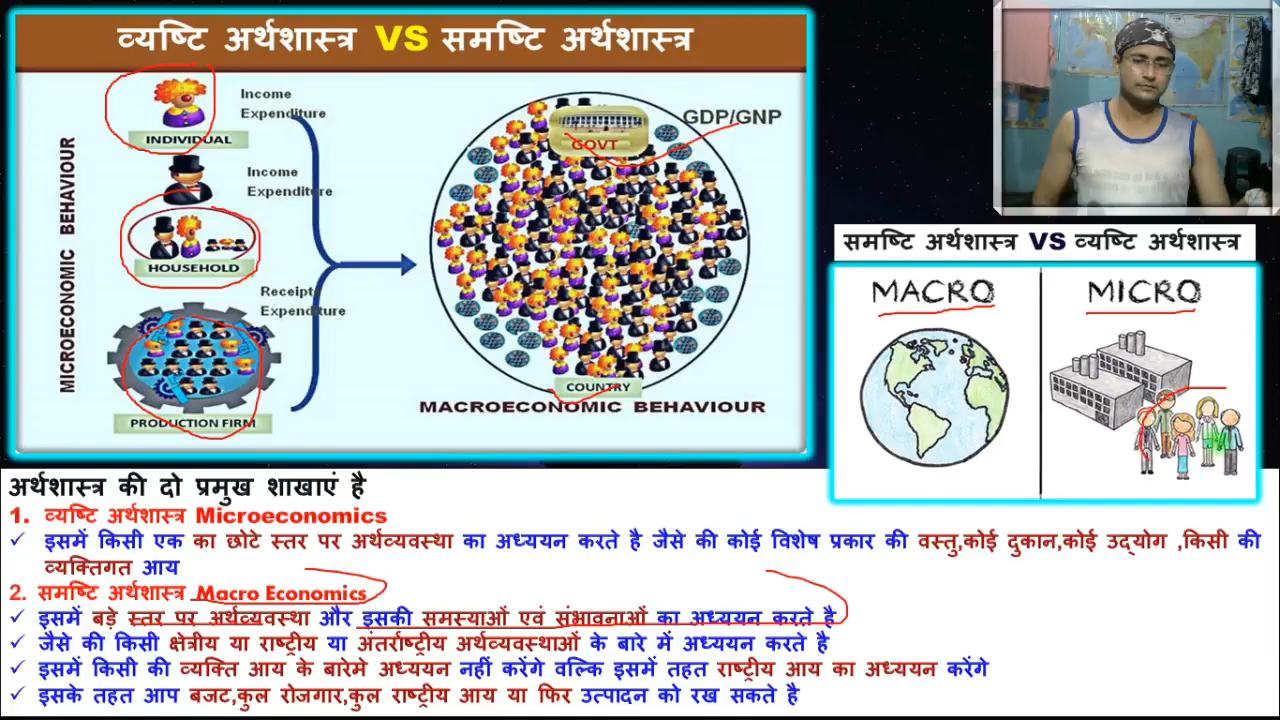 व्यष्टि अर्थशास्त्र VS समष्टि अर्थशास्त्र
MICROECONOMIC BEHAVIOUR
Income
Expenditure
INDIVIDUAL
Income
Expenditure
HOUSEHOLD
Receipts
Expenditure
PRODUCTION FIRM
GDP/GNP
GOVT
COUNTRY
MACROECONOMIC BEHAVIOUR
समष्टि अर्थशास्त्र VS व्यष्टि अर्थशास्त्र
MACRO
MICRO
अर्थशास्त्र की दो प्रमुख शाखाएं है
1. व्यष्टि अर्थशास्त्र Microeconomics
✓ इसमें किसी एक का छोटे स्तर पर अर्थव्यवस्था का अध्ययन करते है जैसे की कोई विशेष प्रकार की वस्तु,कोई दुकान,कोई उद्योग ,किसी की
व्यक्तिगत आय
2. समष्टि अर्थशास्त्र Macro Economics
✓ इसमें बड़े स्तर पर अर्थव्यवस्था और इसकी समस्याओं एवं संभावनाओं का अध्ययन करते है
✓ जैसे की किसी क्षेत्रीय या राष्ट्रीय या अंतर्राष्ट्रीय अर्थव्यवस्थाओं के बारे में अध्ययन करते है
✓ इसमें किसी की व्यक्ति आय के बारेमे अध्ययन नहीं करेंगे वल्कि इसमें तहत राष्ट्रीय आय का अध्ययन करेंगे
✓ इसके तहत आप बजट,कुल रोजगार,कुल राष्ट्रीय आय या फिर उत्पादन को रख सकते है